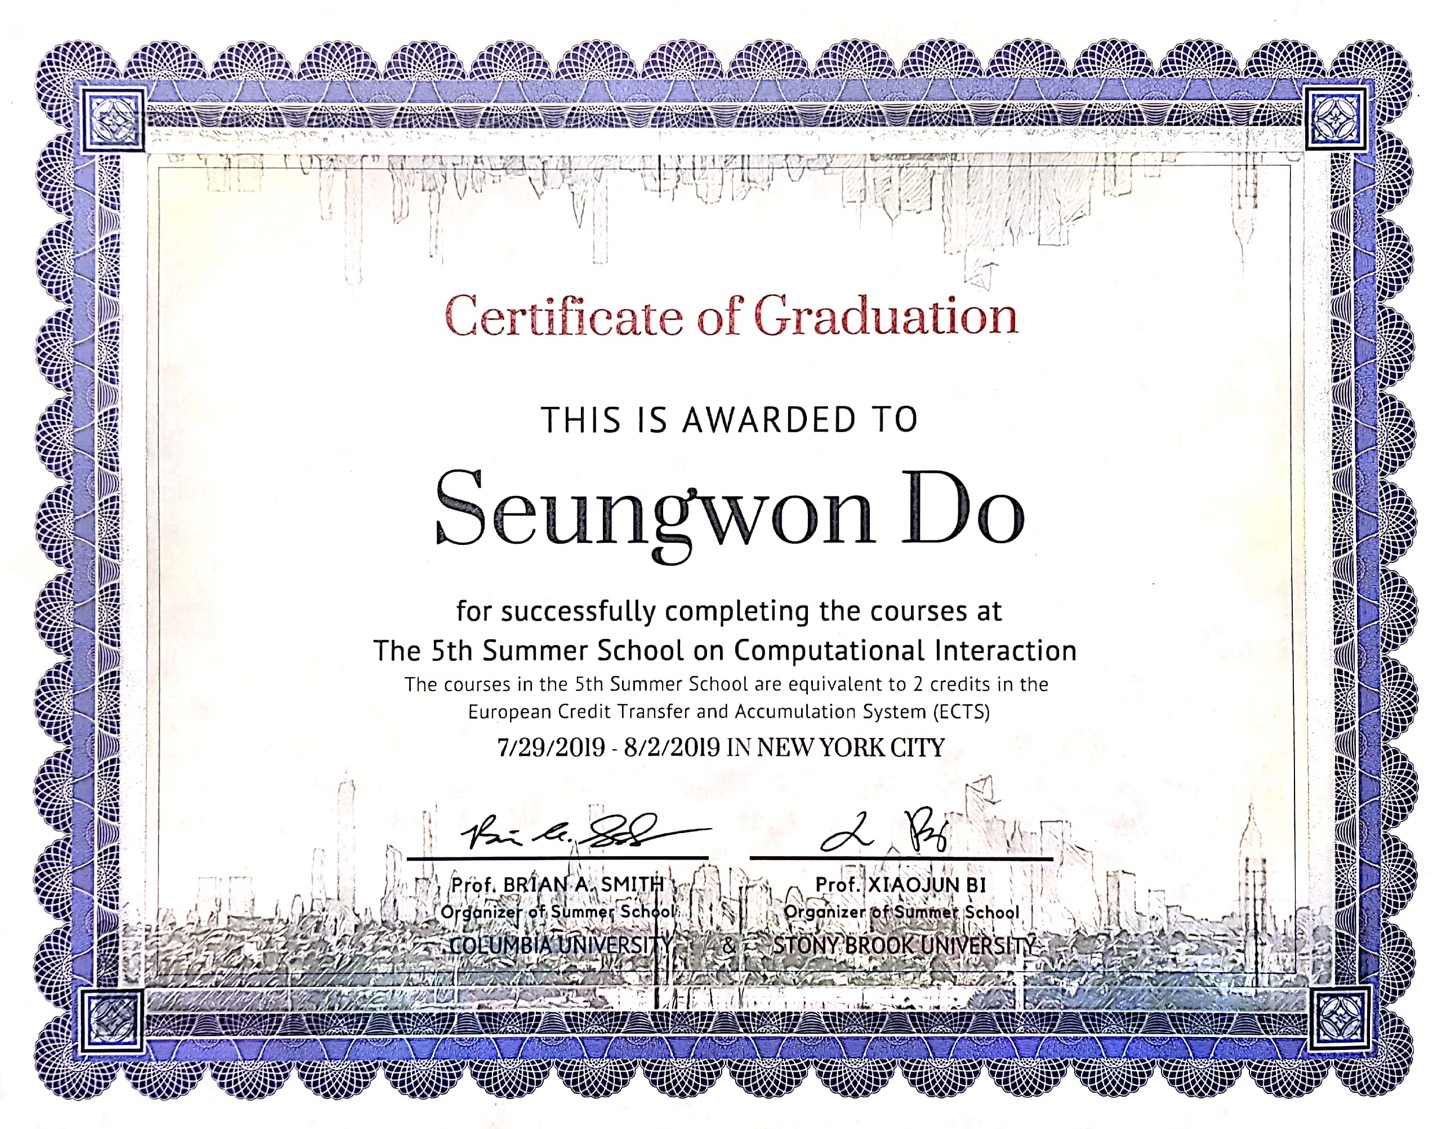 Certificate of Graduation
THIS IS AWARDED TO
Seungwon Do
for successfully completing the courses at
The 5th Summer School on Computational Interaction
The courses in the 5th Summer School are equivalent to 2 credits in the
European Credit Transfer and Accumulation System (ECTS)
7/29/2019 - 8/2/2019 IN NEW YORK CITY
Prof. BRIAN A. SMITH
Organizer of Summer School
COLUMBIA UNIVERSITY
&
Prof. XIAOJUN BI
Organizer of Summer School
STONY BROOK UNIVERSITY